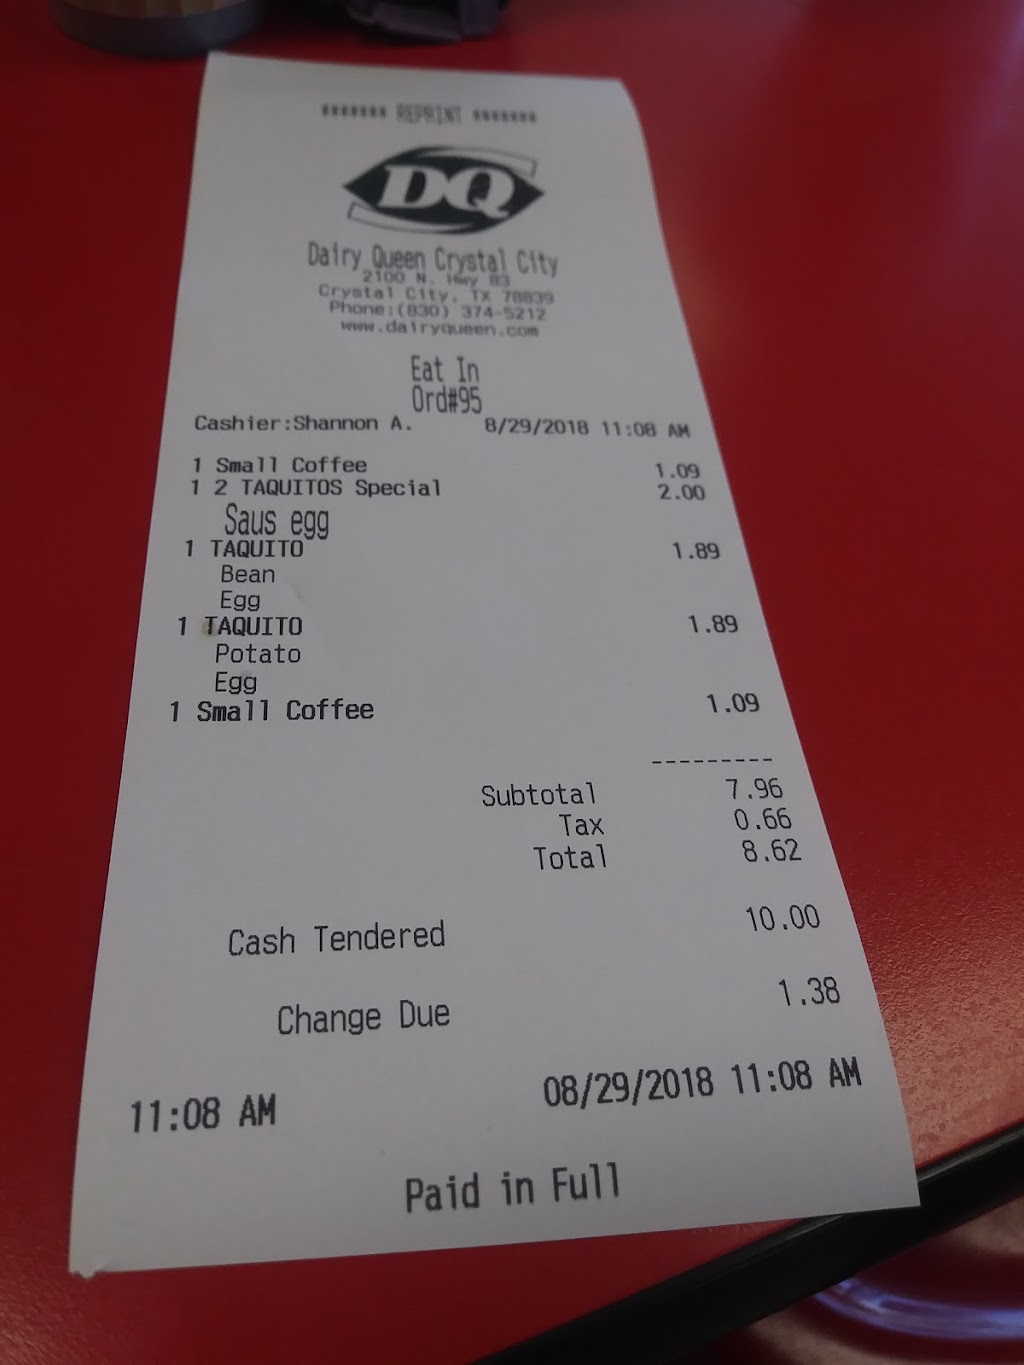 ******* REPRINT *******
DQ
Dairy Queen Crystal City
2100 N. Hwy 83
Crystal City, TX 78839
Phone:(830) 374-5212
www.dairyqueen.com
Eat In
Ord#95
Cashier:Shannon A. 8/29/2018 11:08 AM
1 Small Coffee 1.09
1 2 TAQUITOS Special 2.00
Saus egg
1 TAQUITO 1.89
Bean
Egg
1 TAQUITO 1.89
Potato
Egg
1 Small Coffee 1.09
---------
Subtotal 7.96
Tax 0.66
Total 8.62
Cash Tendered 10.00
Change Due 1.38
11:08 AM 08/29/2018 11:08 AM
Paid in Full